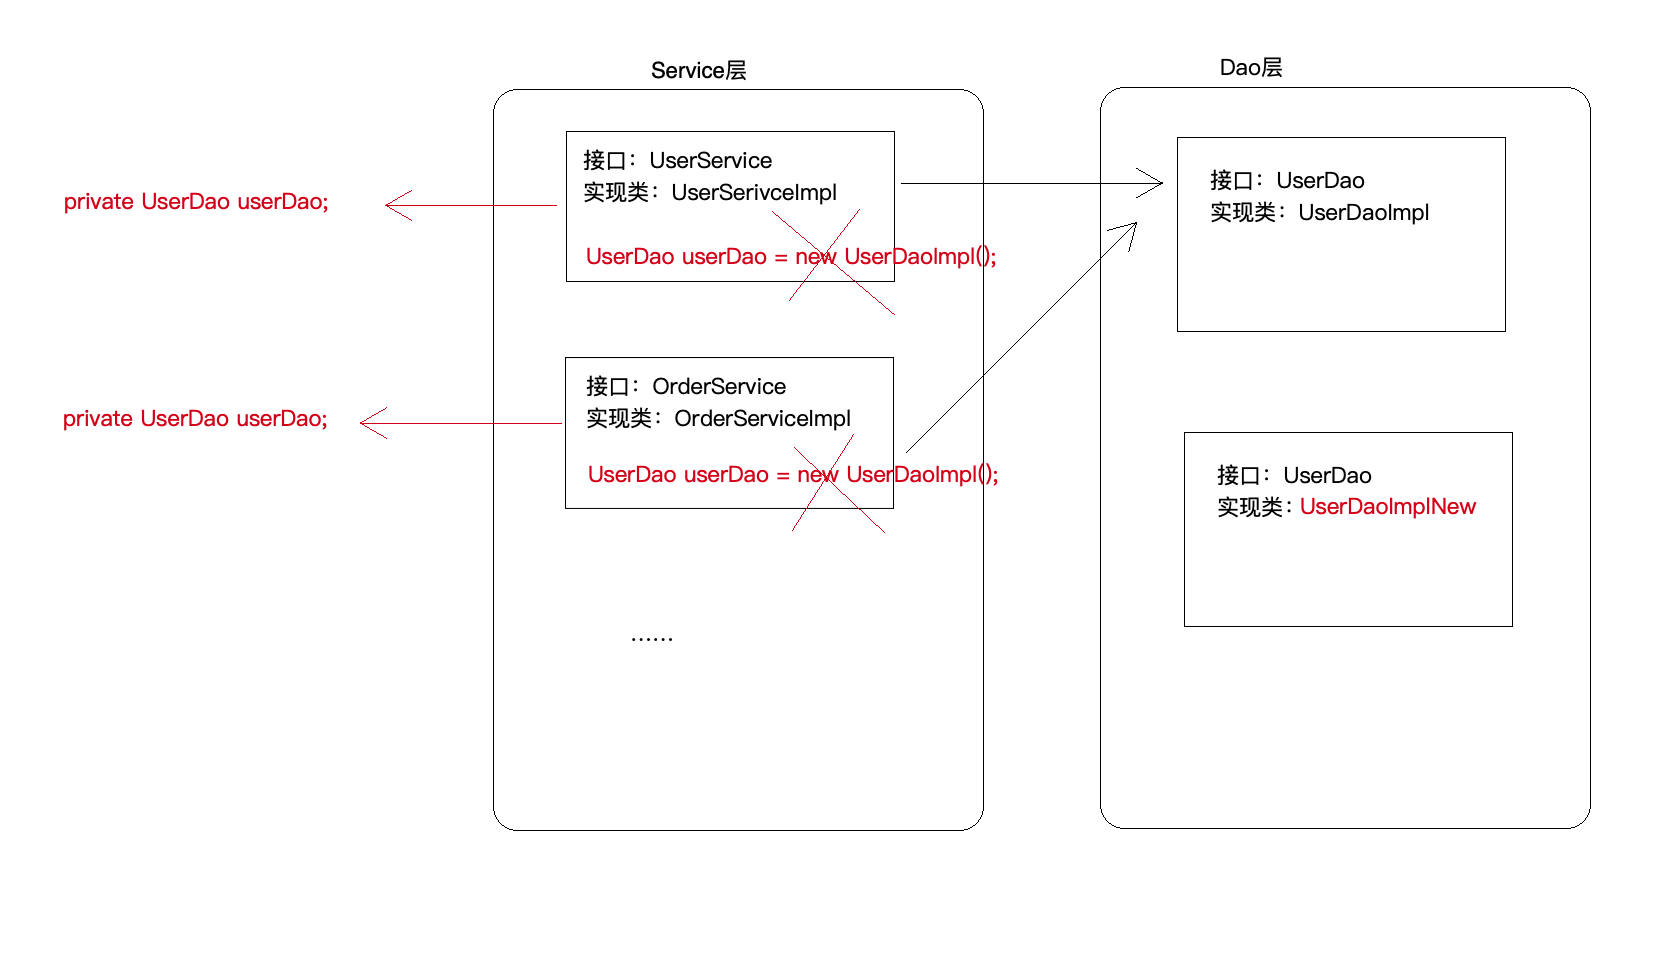 Service层
Dao层
private UserDao userDao;
接口：UserService
实现类：UserSerivceImpl
UserDao userDao = new UserDaoImpl();
接口：UserDao
实现类：UserDaoImpl
private UserDao userDao;
接口：OrderService
实现类：OrderServiceImpl
UserDao userDao = new UserDaoImpl();
接口：UserDao
实现类：UserDaoImplNew
......